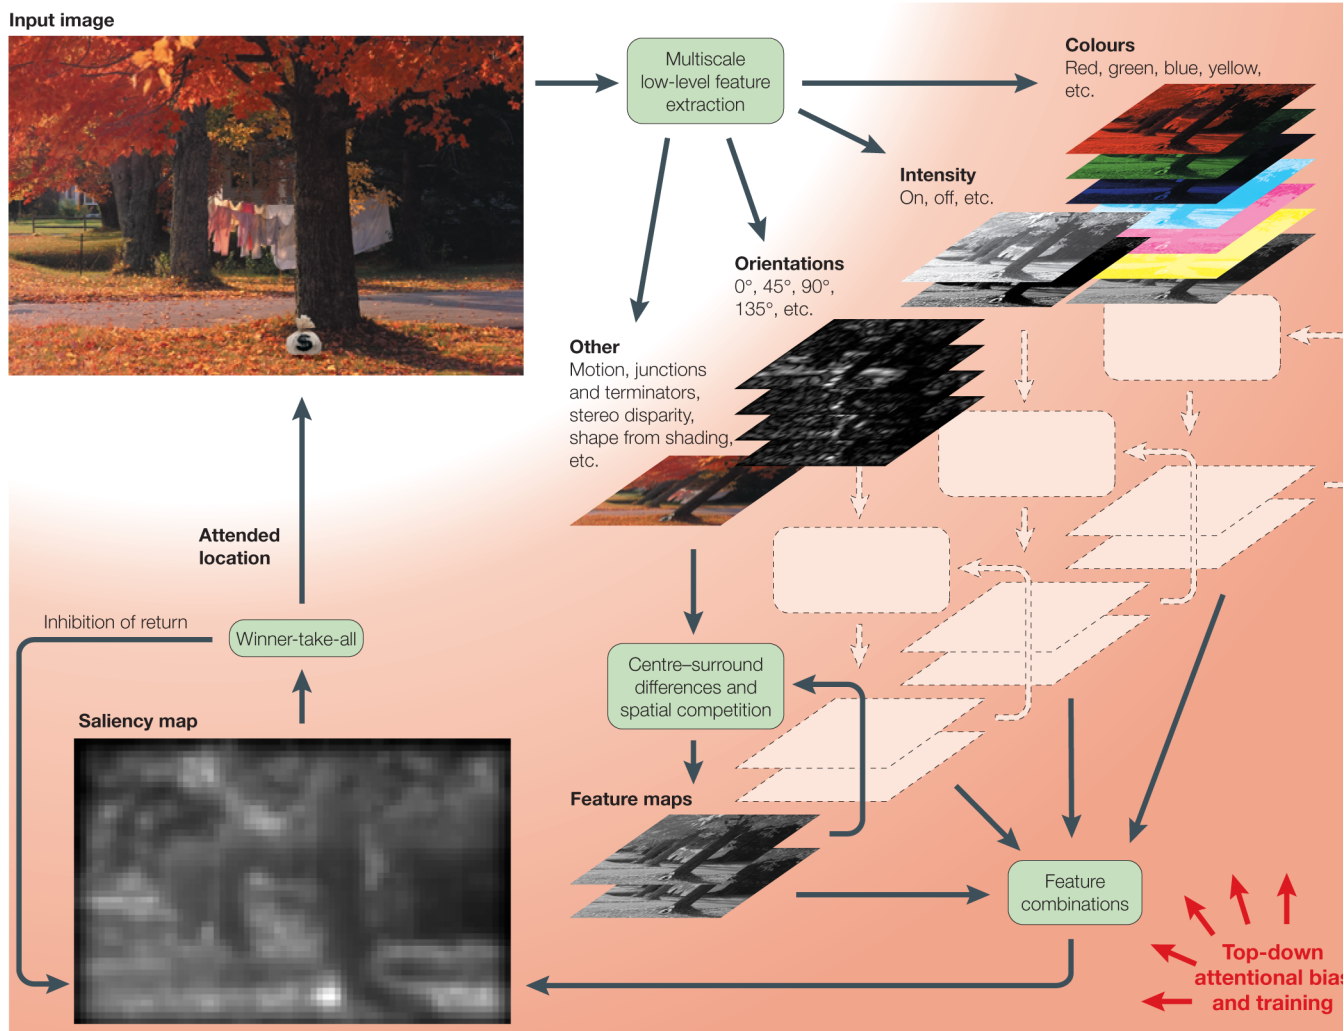 Input image
Multiscale
low-level feature
extraction
Colours
Red, green, blue, yellow,
etc.
Intensity
On, off, etc.
Orientations
0°, 45°, 90°,
135°, etc.
Other
Motion, junctions
and terminators,
stereo disparity,
shape from shading,
etc.
S
Attended
location
Inhibition of return
Winner-take-all
Centre–surround
differences and
spatial competition
Saliency map
Feature maps
Feature
combinations
Top-down
attentional bias
and training